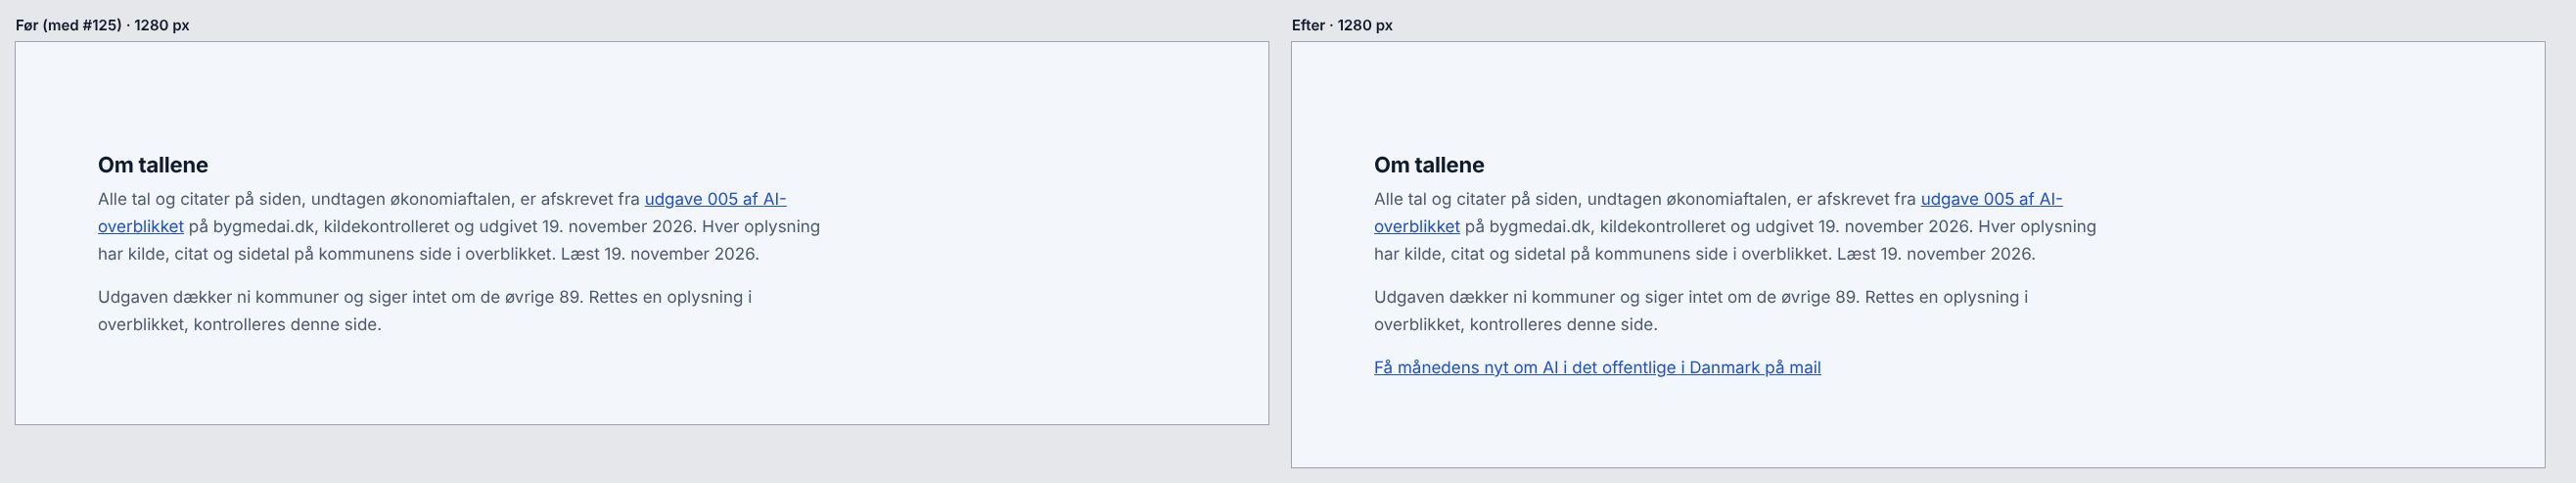 Før (med #125) · 1280 px
Om tallene
Alle tal og citater på siden, undtagen økonomiaftalen, er afskrevet fra udgave 005 af AI-
overblikket på bygmedai.dk, kildekontrolleret og udgivet 19. november 2026. Hver oplysning
har kilde, citat og sidetal på kommunens side i overblikket. Læst 19. november 2026.
Udgaven dækker ni kommuner og siger intet om de øvrige 89. Rettes en oplysning i
overblikket, kontrolleres denne side.
Efter · 1280 px
Om tallene
Alle tal og citater på siden, undtagen økonomiaftalen, er afskrevet fra udgave 005 af AI-
overblikket på bygmedai.dk, kildekontrolleret og udgivet 19. november 2026. Hver oplysning
har kilde, citat og sidetal på kommunens side i overblikket. Læst 19. november 2026.
Udgaven dækker ni kommuner og siger intet om de øvrige 89. Rettes en oplysning i
overblikket, kontrolleres denne side.
Få månedens nyt om AI i det offentlige i Danmark på mail